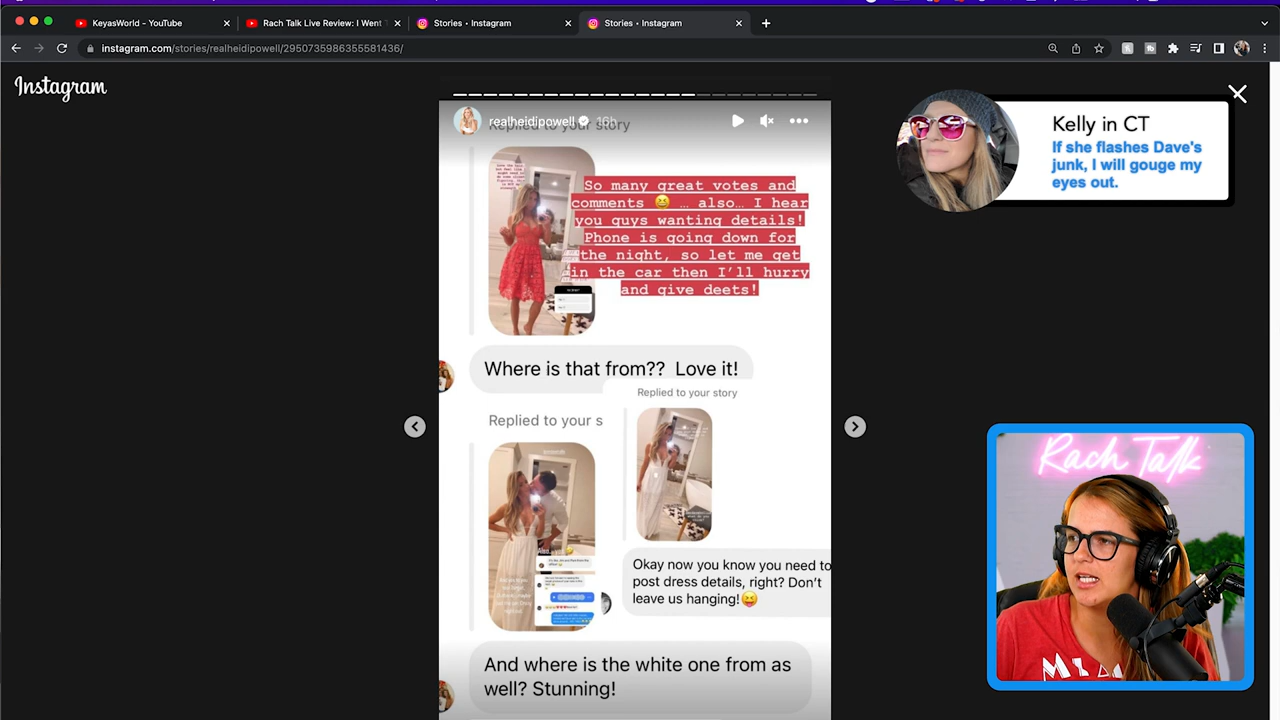 KeyasWorld - YouTube
Rach Talk Live Review: I Went T
Stories • Instagram
Stories • Instagram
instagram.com/stories/realheidipowell/2950735986355581436/
Instagram
realheidipowell 16h
Replied to your story
So many great votes and
comments 😆 … also… I hear
you guys wanting details!
Phone is going down for
the night, so let me get
in the car then I’ll hurry
and give deets!
Where is that from?? Love it!
Replied to your s
Replied to your story
Okay now you know you need to
post dress details, right? Don’t
leave us hanging!😝
And where is the white one from as
well? Stunning!
Kelly in CT
If she flashes Dave's
junk, I will gouge my
eyes out.
Rach Talk